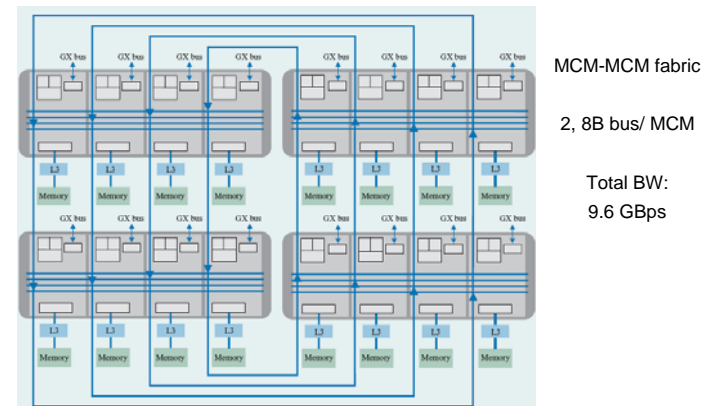 GX bus GX bus GX bus GX bus GX bus GX bus GX bus GX bus
MCM-MCM fabric
2, 8B bus/ MCM
Total BW:
9.6 GBps
L3 L3 L3 L3 L3 L3 L3 L3
Memory Memory Memory Memory Memory Memory Memory Memory
GX bus GX bus GX bus GX bus GX bus GX bus GX bus GX bus
L3 L3 L3 L3 L3 L3 L3 L3
Memory Memory Memory Memory Memory Memory Memory Memory